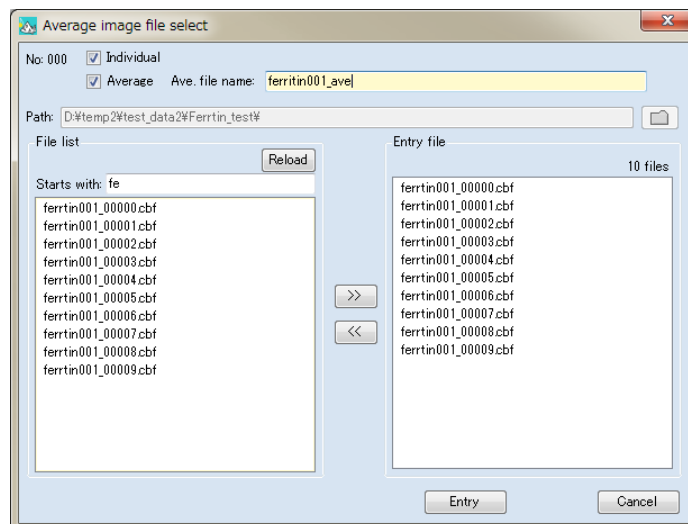 Average image file select
No: 000 Individual
Average Ave. file name: ferritin001_ave
Path: D:¥temp2¥test_data2¥Ferrtin_test¥
File list
Reload
Starts with: fe
ferrtin001_00000.cbf
ferrtin001_00001.cbf
ferrtin001_00002.cbf
ferrtin001_00003.cbf
ferrtin001_00004.cbf
ferrtin001_00005.cbf
ferrtin001_00006.cbf
ferrtin001_00007.cbf
ferrtin001_00008.cbf
ferrtin001_00009.cbf
>>
<<
Entry file
10 files
ferrtin001_00000.cbf
ferrtin001_00001.cbf
ferrtin001_00002.cbf
ferrtin001_00003.cbf
ferrtin001_00004.cbf
ferrtin001_00005.cbf
ferrtin001_00006.cbf
ferrtin001_00007.cbf
ferrtin001_00008.cbf
ferrtin001_00009.cbf
Entry
Cancel